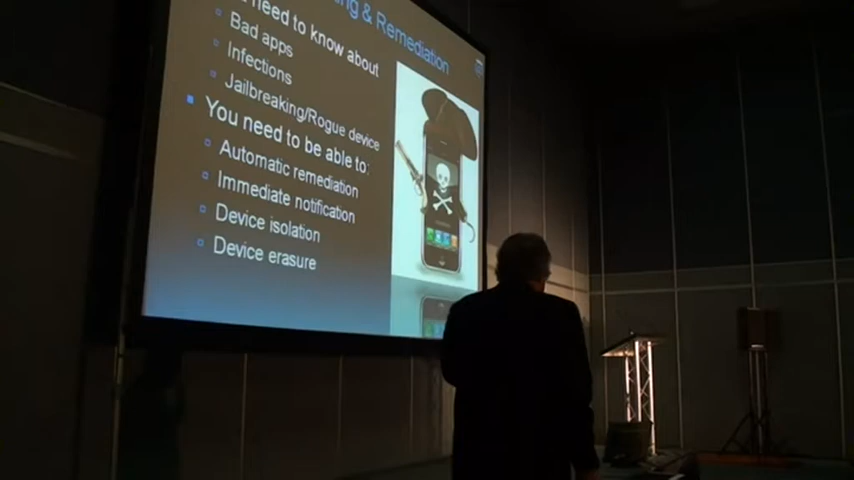 & Remediation
need to know about
Bad apps
Infections
Jailbreaking/Rogue device
You need to be able to:
Automatic remediation
Immediate notification
Device isolation
Device erasure